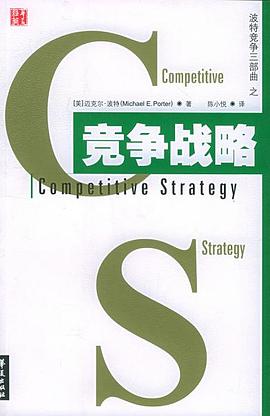 波特竞争三部曲 之
C
Competitive
[美]迈克尔·波特(Michael E.Porter) ※ 著 陈小悦 ※ 译
竞争战略
Competitive Strategy
Strategy
S
华夏出版社